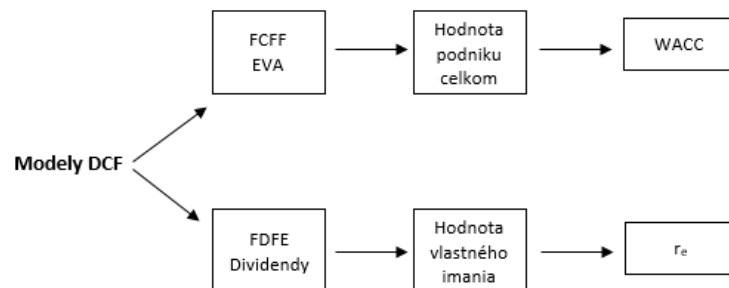 FCFF
EVA
Hodnota
podniku
celkom
WACC
Modely DCF
FDFE
Dividendy
Hodnota
vlastného
imania
rₑ